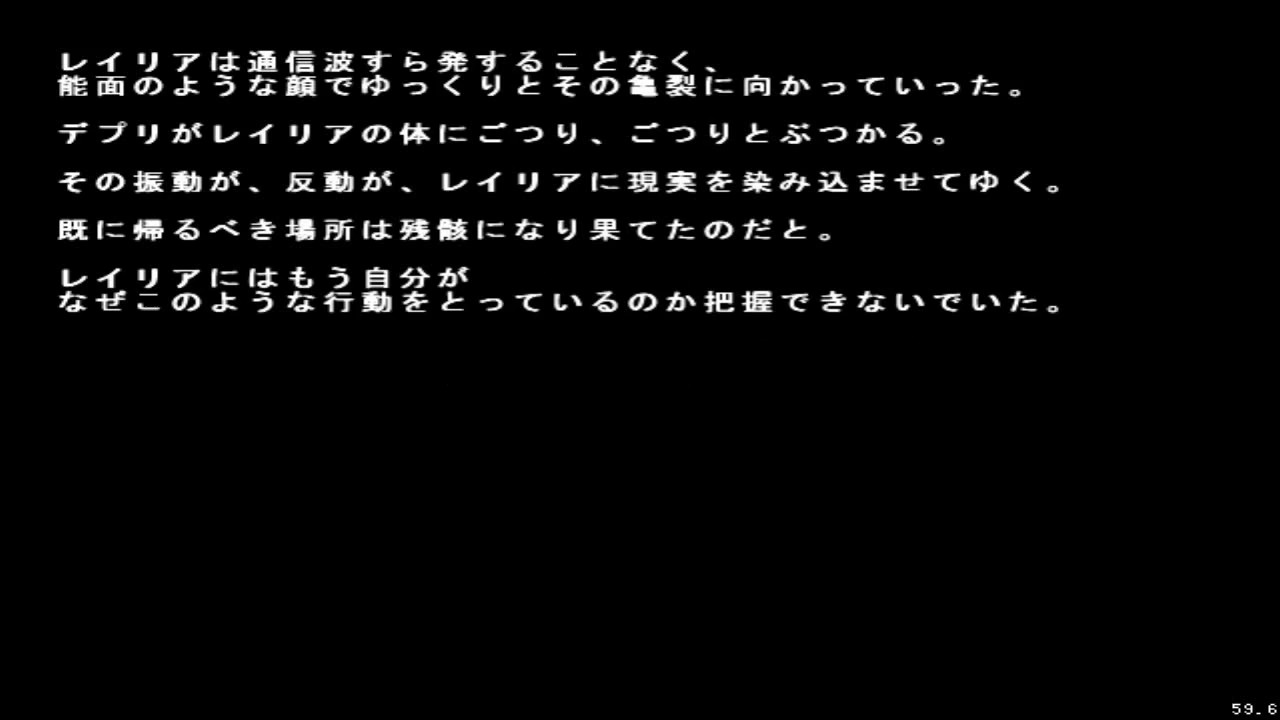 レイリアは通信波すら発することなく、
能面のような顔でゆっくりとその亀裂に向かっていった。
デプリがレイリアの体にごつり、ごつりとぶつかる。
その振動が、反動が、レイリアに現実を染み込ませてゆく。
既に帰るべき場所は残骸になり果てたのだと。
レイリアにはもう自分が
なぜこのような行動をとっているのか把握できないでいた。
59.6